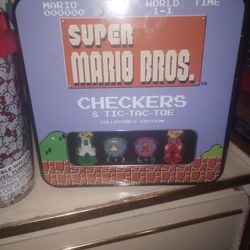 MARIO WORLD TIME
000000 1-1
SUPER
MARIO BROS.
CHECKERS
& TIC-TAC-TOE
COLLECTOR'S EDITION